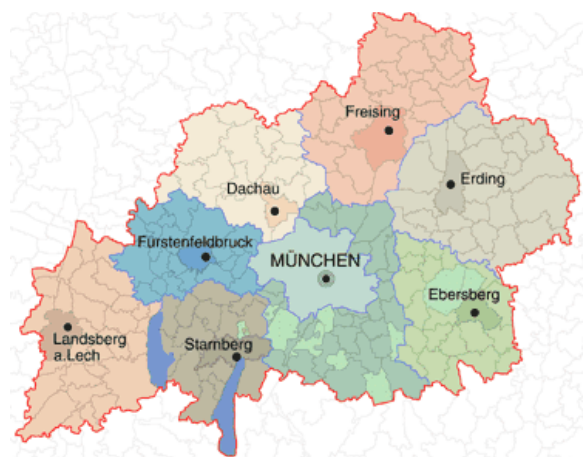 Freising
Erding
Dachau
Fürstenfeldbruck
MÜNCHEN
Ebersberg
Landsberg
a.Lech
Starnberg